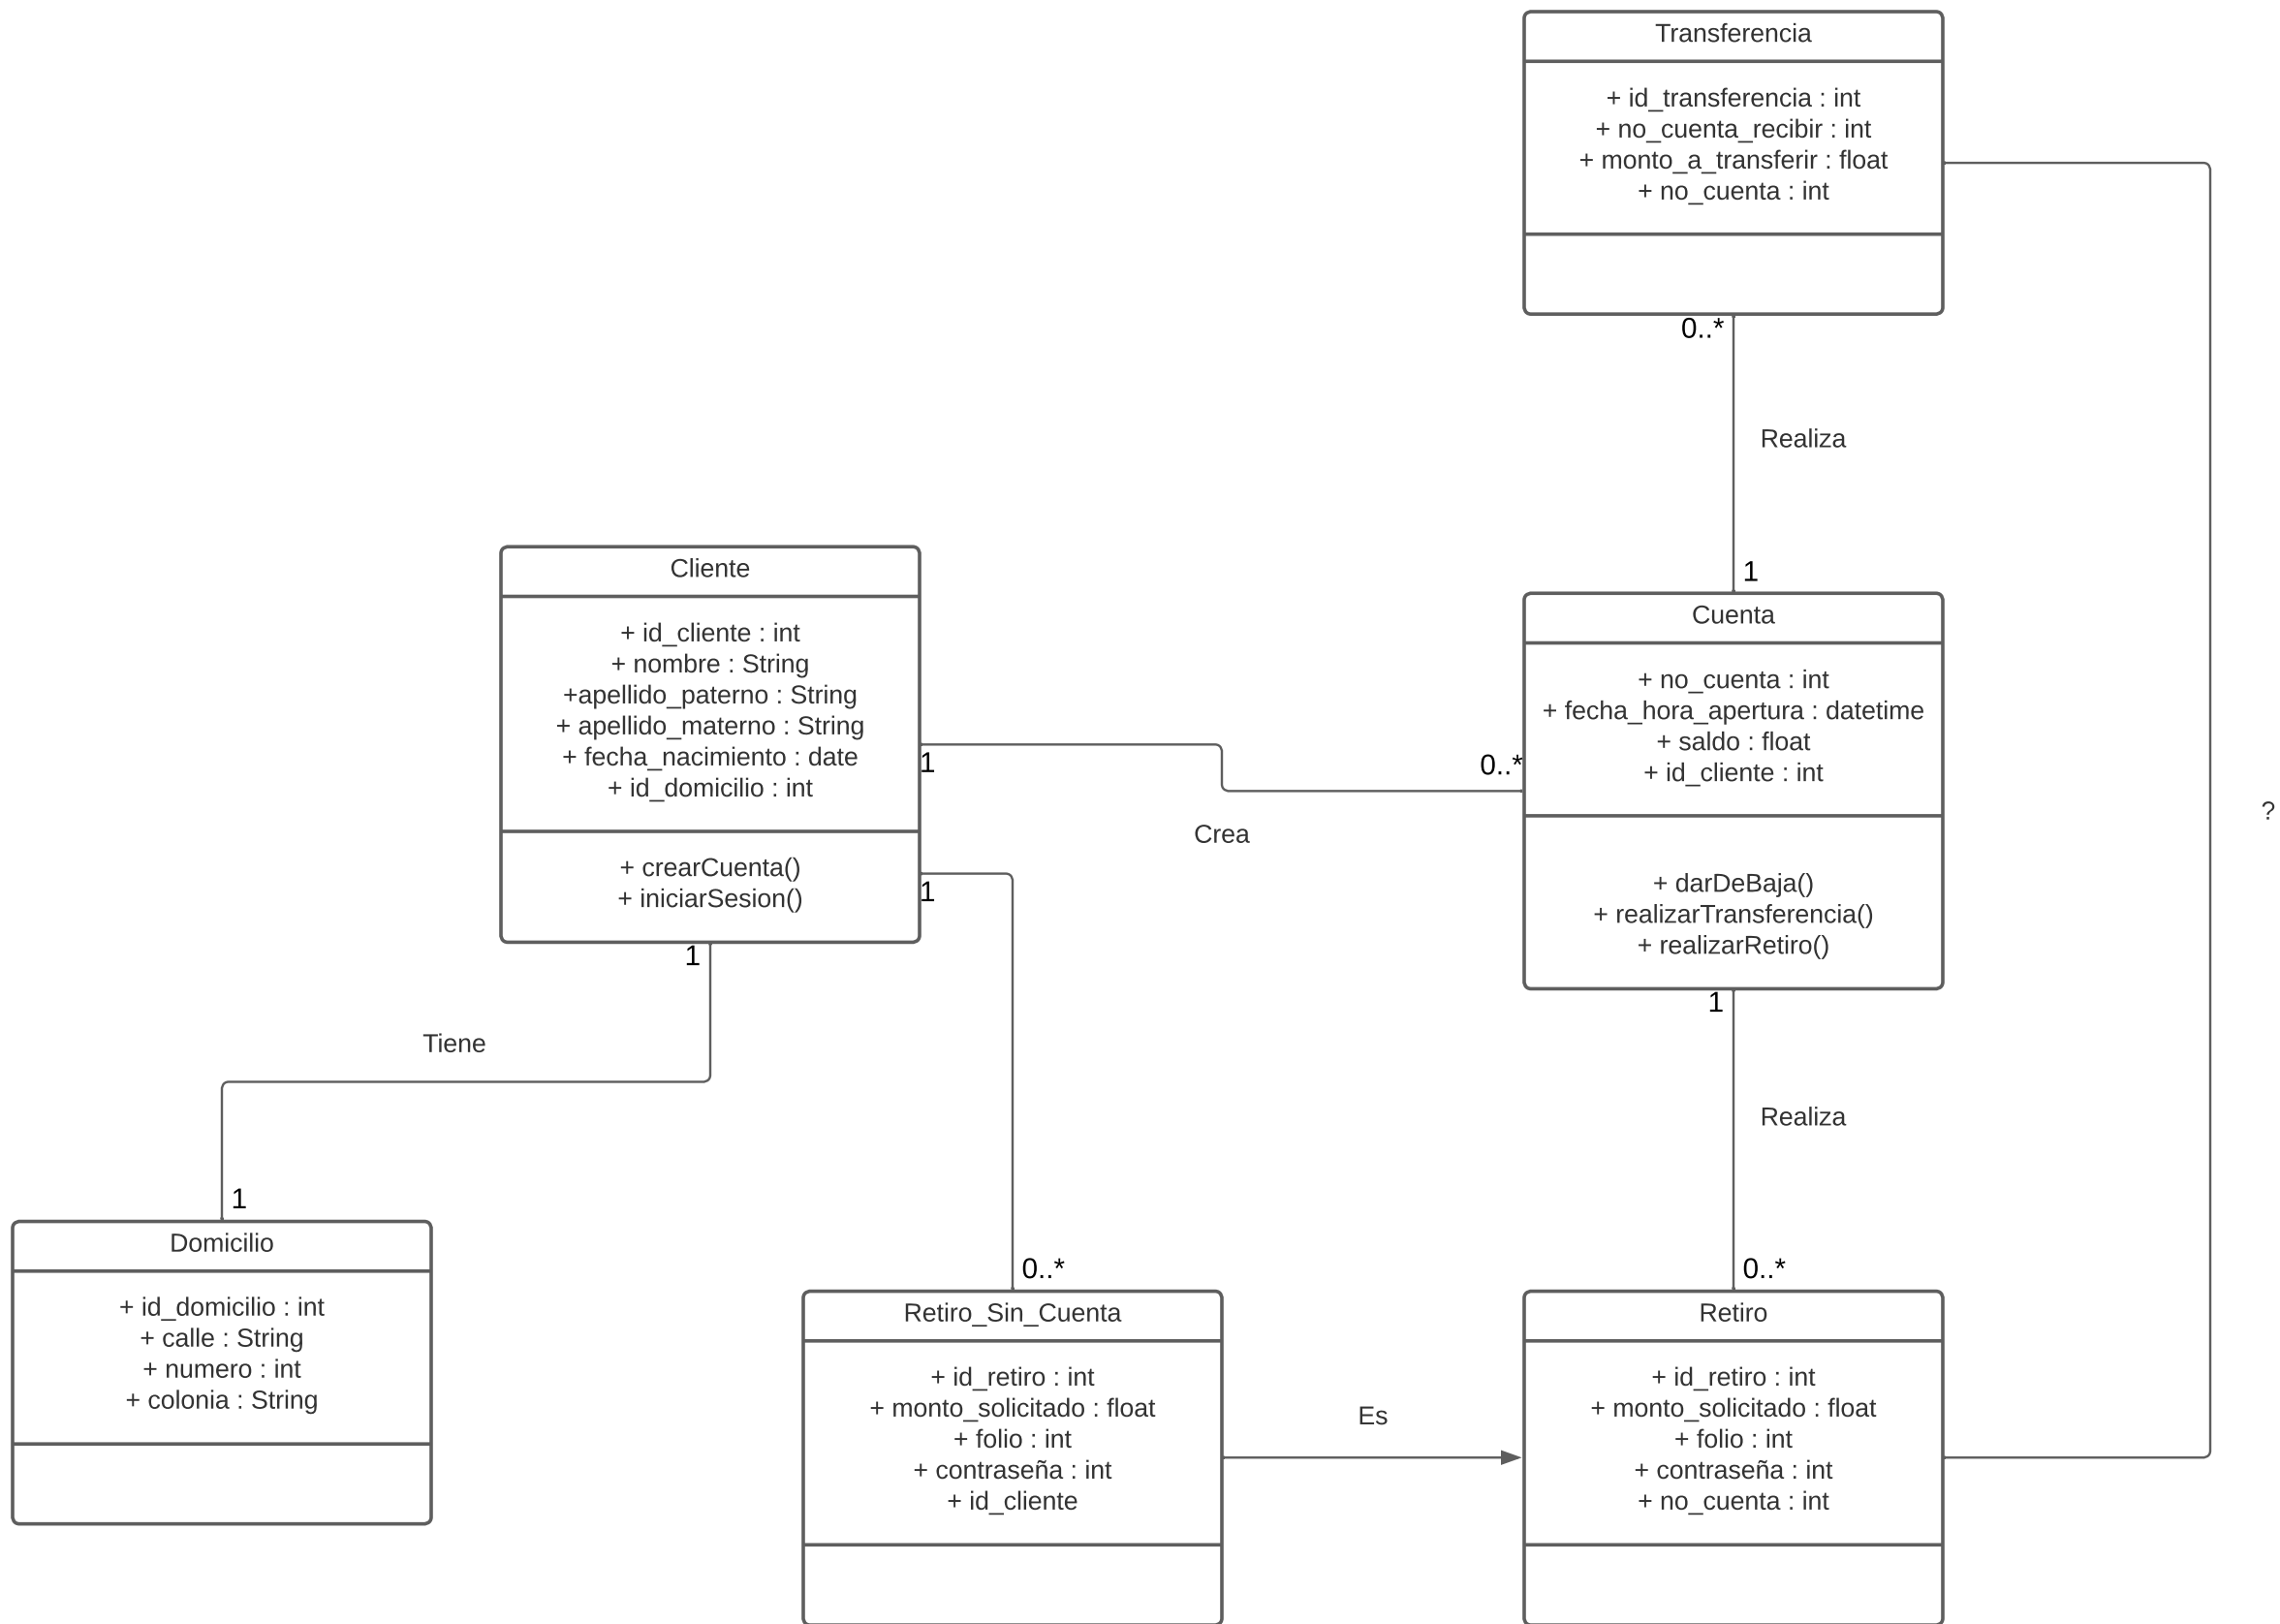 Transferencia
+ id_transferencia : int
+ no_cuenta_recibir : int
+ monto_a_transferir : float
+ no_cuenta : int
0..*
Realiza
1
Cliente
+ id_cliente : int
+ nombre : String
+apellido_paterno : String
+ apellido_materno : String
+ fecha_nacimiento : date
+ id_domicilio : int
+ crearCuenta()
+ iniciarSesion()
1
1
1
Crea
0..*
Cuenta
+ no_cuenta : int
+ fecha_hora_apertura : datetime
+ saldo : float
+ id_cliente : int
+ darDeBaja()
+ realizarTransferencia()
+ realizarRetiro()
?
1
Tiene
Realiza
1
0..*
0..*
Domicilio
+ id_domicilio : int
+ calle : String
+ numero : int
+ colonia : String
Retiro_Sin_Cuenta
+ id_retiro : int
+ monto_solicitado : float
+ folio : int
+ contraseña : int
+ id_cliente
Es
Retiro
+ id_retiro : int
+ monto_solicitado : float
+ folio : int
+ contraseña : int
+ no_cuenta : int